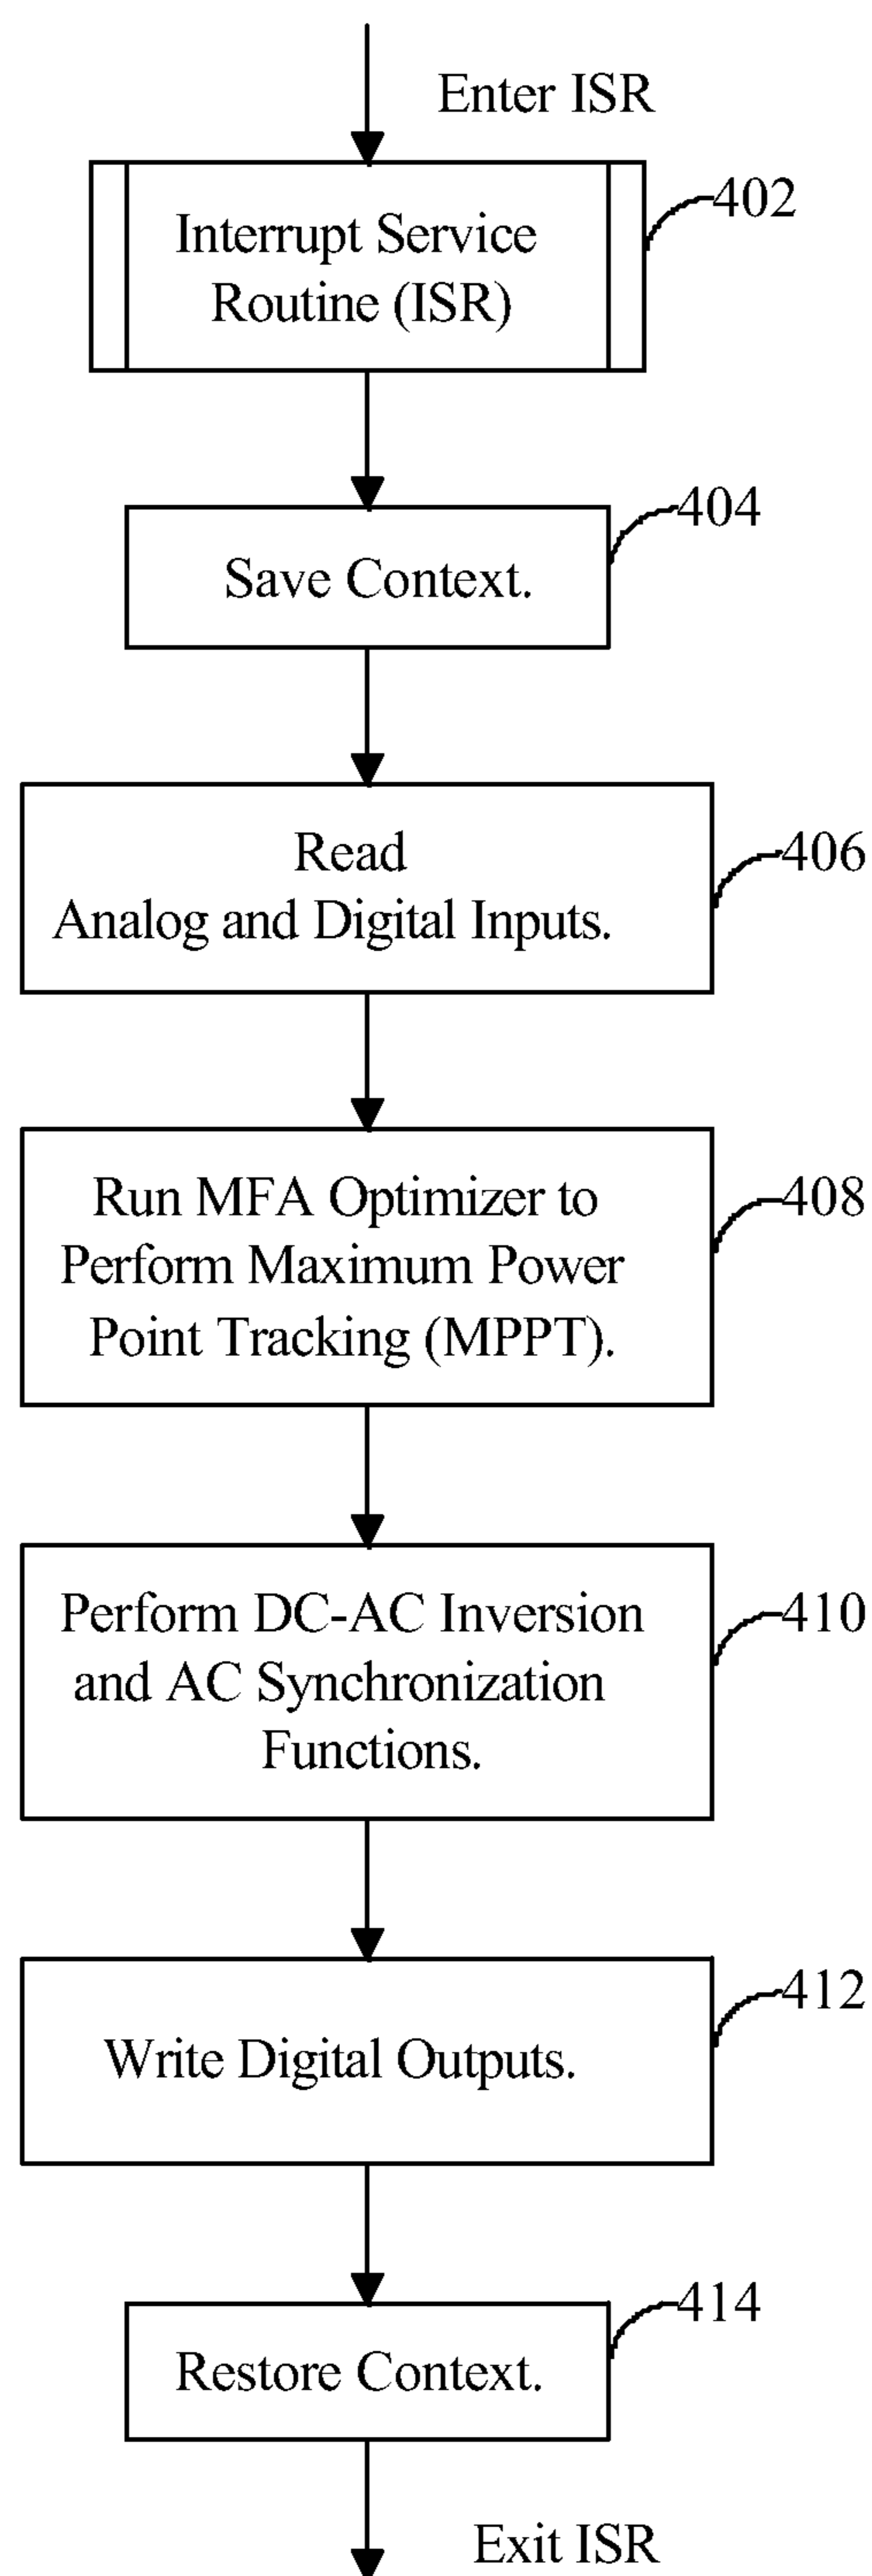 Enter ISR
402
Interrupt Service
Routine (ISR)
404
Save Context.
406
Read
Analog and Digital Inputs.
408
Run MFA Optimizer to
Perform Maximum Power
Point Tracking (MPPT).
410
Perform DC-AC Inversion
and AC Synchronization
Functions.
412
Write Digital Outputs.
414
Restore Context.
Exit ISR